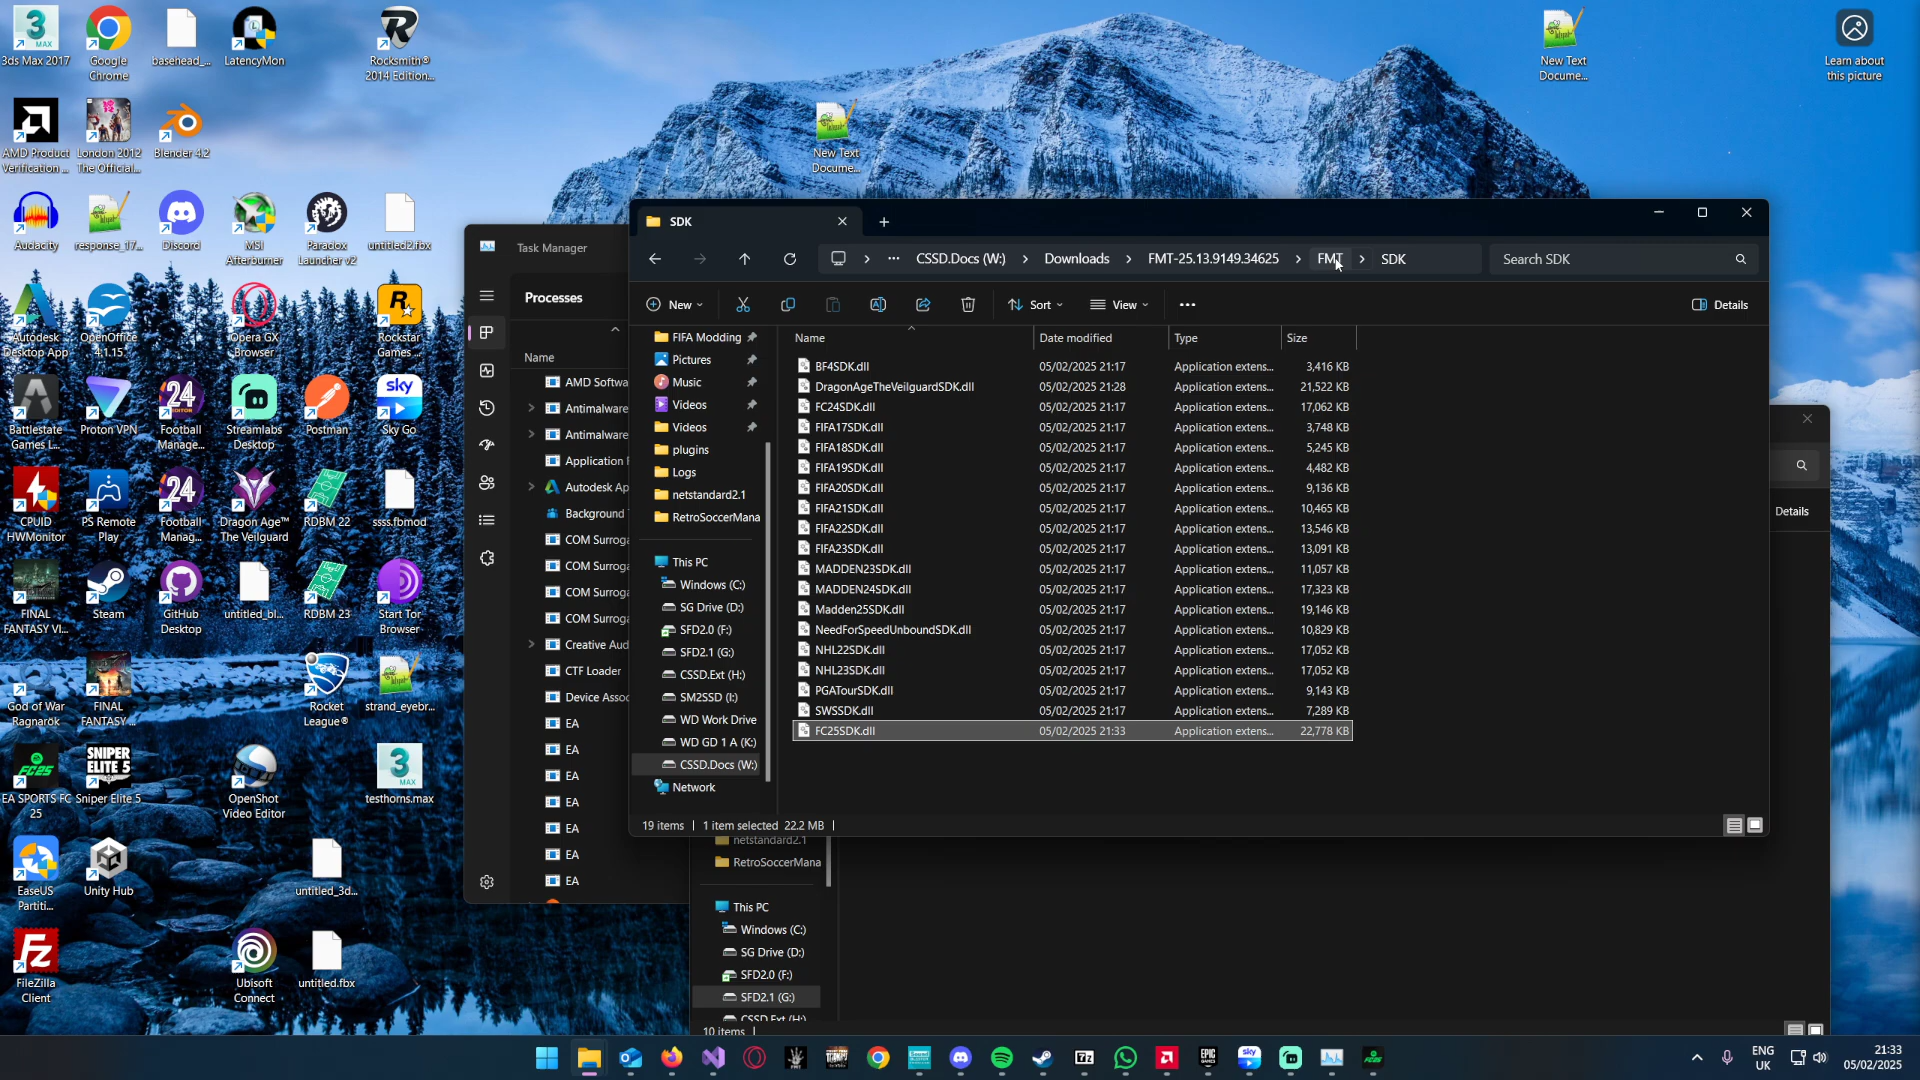 3ds Max 2017
Google
Chrome
basehead_...
LatencyMon
Rocksmith®
2014 Edition...
New Text
Docume...
Learn about
this picture
AMD Product
Verification ...
London 2012
The Official...
Blender 4.2
New Text
Docume...
Audacity
response_17...
Discord
MSI
Afterburner
Paradox
Launcher v2
untitled2.fbx
Autodesk
Desktop App
OpenOffice
4.1.15
Opera GX
Browser
Rockstar
Games ...
Battlestate
Games L...
Proton VPN
Football
Manage...
Streamlabs
Desktop
Postman
Sky Go
CPUID
HWMonitor
PS Remote
Play
Football
Manag...
Dragon Age™
The Veilguard
RDBM 22
ssss.fbmod
FINAL
FANTASY VI...
Steam
GitHub
Desktop
untitled_bl...
RDBM 23
Start Tor
Browser
God of War
Ragnarök
FINAL
FANTASY ...
Rocket
League®
strand_eyebr...
EA SPORTS FC
25
Sniper Elite 5
OpenShot
Video Editor
testhorns.max
EaseUS
Partiti...
Unity Hub
untitled_3d...
FileZilla
Client
Ubisoft
Connect
untitled.fbx
Task Manager
Processes
Name
AMD Softwa
Antimalware
Antimalware
Application
Autodesk Ap
Background
COM Surroga
COM Surroga
COM Surroga
COM Surroga
Creative Aud
CTF Loader
Device Assoc
EA
EA
EA
EA
EA
EA
EA
SDK
CSSD.Docs (W:) Downloads FMT-25.13.9149.34625 FMT SDK
Search SDK
New Sort View Details
FIFA Modding
Pictures
Music
Videos
Videos
plugins
Logs
netstandard2.1
RetroSoccerMana
This PC
Windows (C:)
SG Drive (D:)
SFD2.0 (F:)
SFD2.1 (G:)
CSSD.Ext (H:)
SM2SSD (I:)
WD Work Drive
WD GD 1 A (K:)
CSSD.Docs (W:)
Network
Name Date modified Type Size
BF4SDK.dll 05/02/2025 21:17 Application extens... 3,416 KB
DragonAgeTheVeilguardSDK.dll 05/02/2025 21:28 Application extens... 21,522 KB
FC24SDK.dll 05/02/2025 21:17 Application extens... 17,062 KB
FIFA17SDK.dll 05/02/2025 21:17 Application extens... 3,748 KB
FIFA18SDK.dll 05/02/2025 21:17 Application extens... 5,245 KB
FIFA19SDK.dll 05/02/2025 21:17 Application extens... 4,482 KB
FIFA20SDK.dll 05/02/2025 21:17 Application extens... 9,136 KB
FIFA21SDK.dll 05/02/2025 21:17 Application extens... 10,465 KB
FIFA22SDK.dll 05/02/2025 21:17 Application extens... 13,546 KB
FIFA23SDK.dll 05/02/2025 21:17 Application extens... 13,091 KB
MADDEN23SDK.dll 05/02/2025 21:17 Application extens... 11,057 KB
MADDEN24SDK.dll 05/02/2025 21:17 Application extens... 17,323 KB
Madden25SDK.dll 05/02/2025 21:17 Application extens... 19,146 KB
NeedForSpeedUnboundSDK.dll 05/02/2025 21:17 Application extens... 10,829 KB
NHL22SDK.dll 05/02/2025 21:17 Application extens... 17,052 KB
NHL23SDK.dll 05/02/2025 21:17 Application extens... 17,052 KB
PGATourSDK.dll 05/02/2025 21:17 Application extens... 9,143 KB
SWSSDK.dll 05/02/2025 21:17 Application extens... 7,289 KB
FC25SDK.dll 05/02/2025 21:33 Application extens... 22,778 KB
19 items 1 item selected 22.2 MB
Details
netstandard2.1
RetroSoccerMana
This PC
Windows (C:)
SG Drive (D:)
SFD2.0 (F:)
SFD2.1 (G:)
CSSD.Ext (H:)
10 items
ENG
UK
21:33
05/02/2025